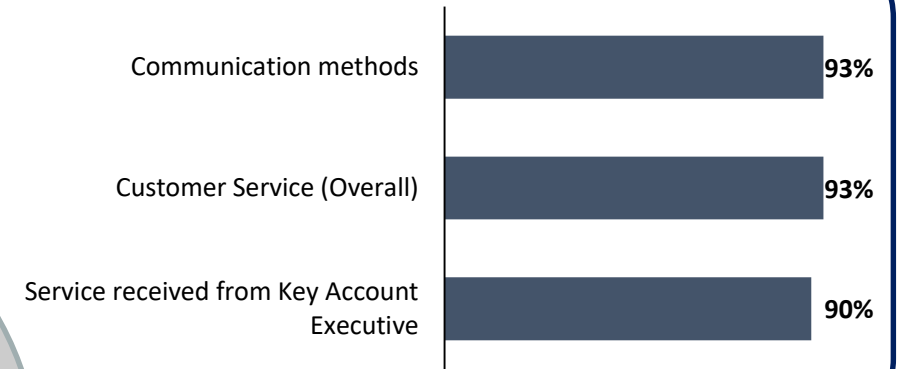 Communication methods
93%
Customer Service (Overall)
93%
Service received from Key Account
Executive
90%